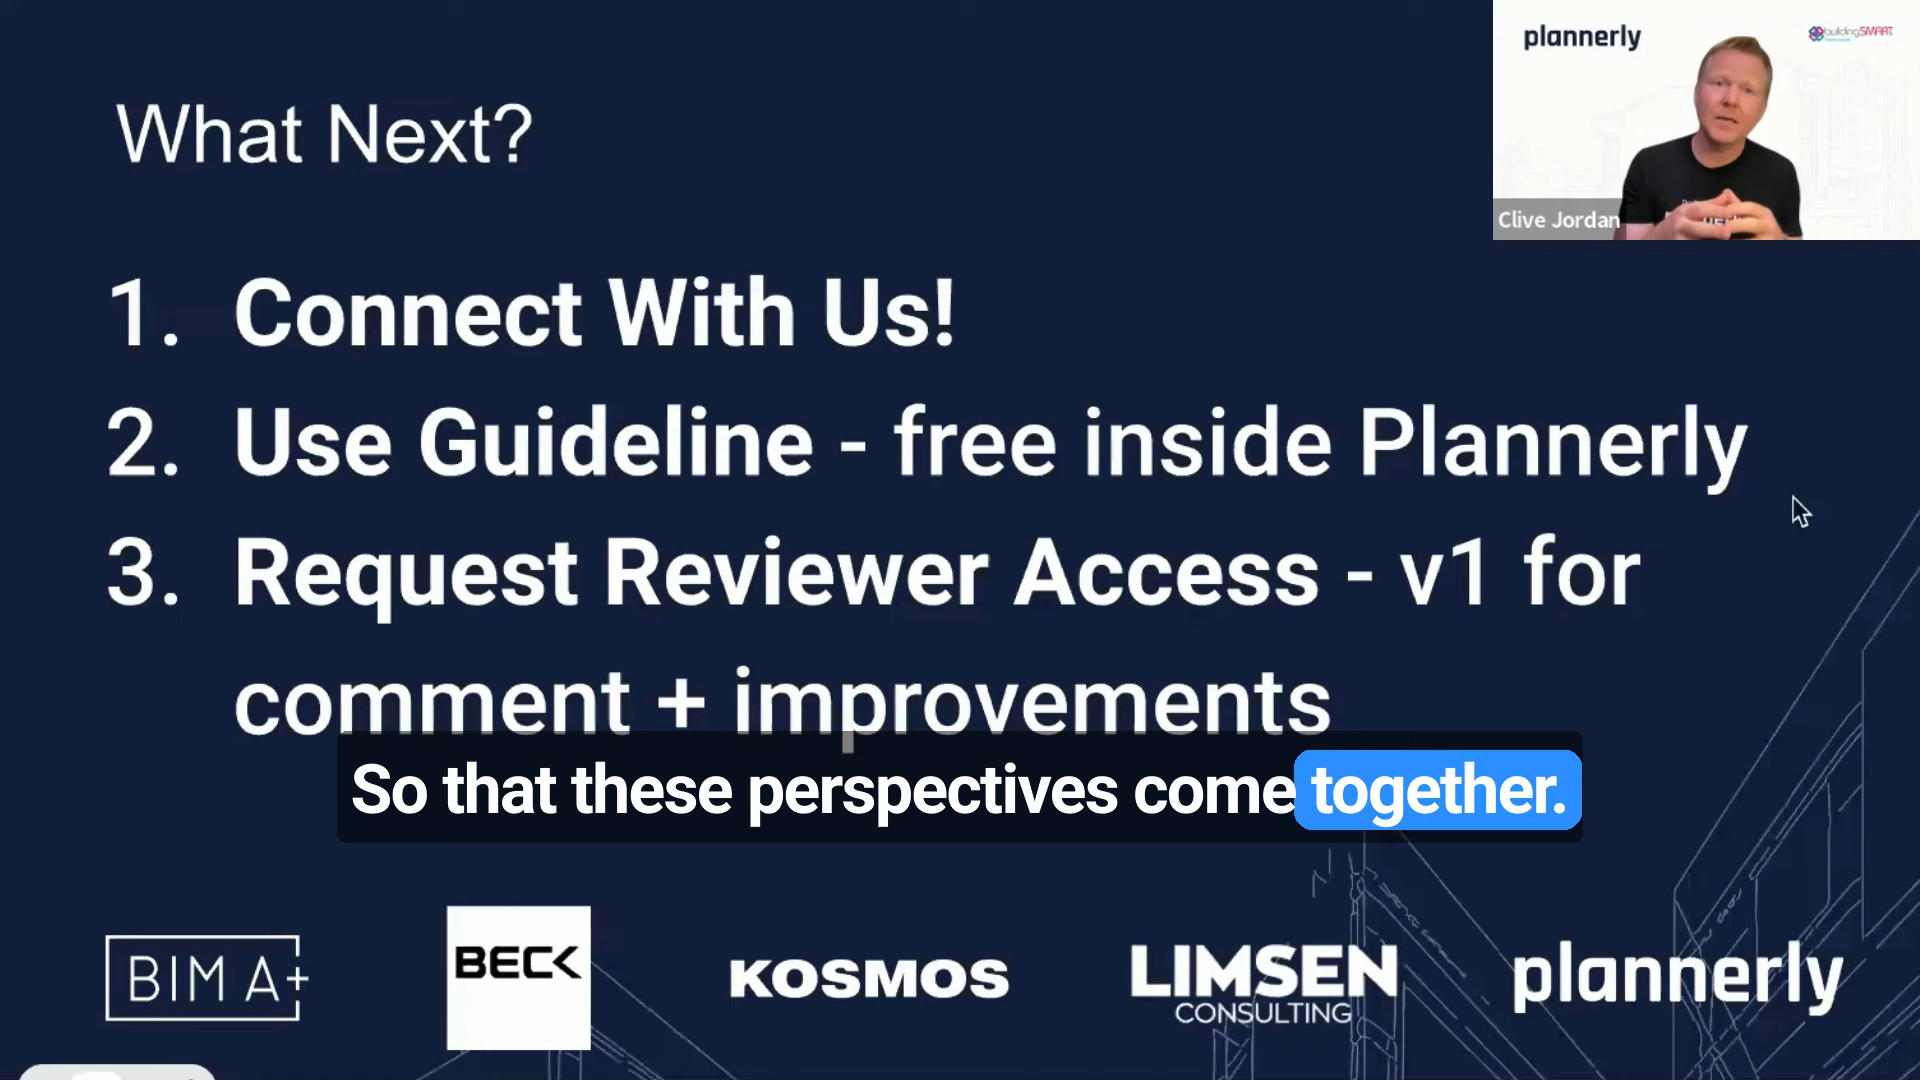 plannerly
buildingSMART
Clive Jordan
What Next?
1. Connect With Us!
2. Use Guideline - free inside Plannerly
3. Request Reviewer Access - v1 for
comment + improvements
So that these perspectives come together.
BIM A+
BECK
KOSMOS
LIMSEN
CONSULTING
plannerly